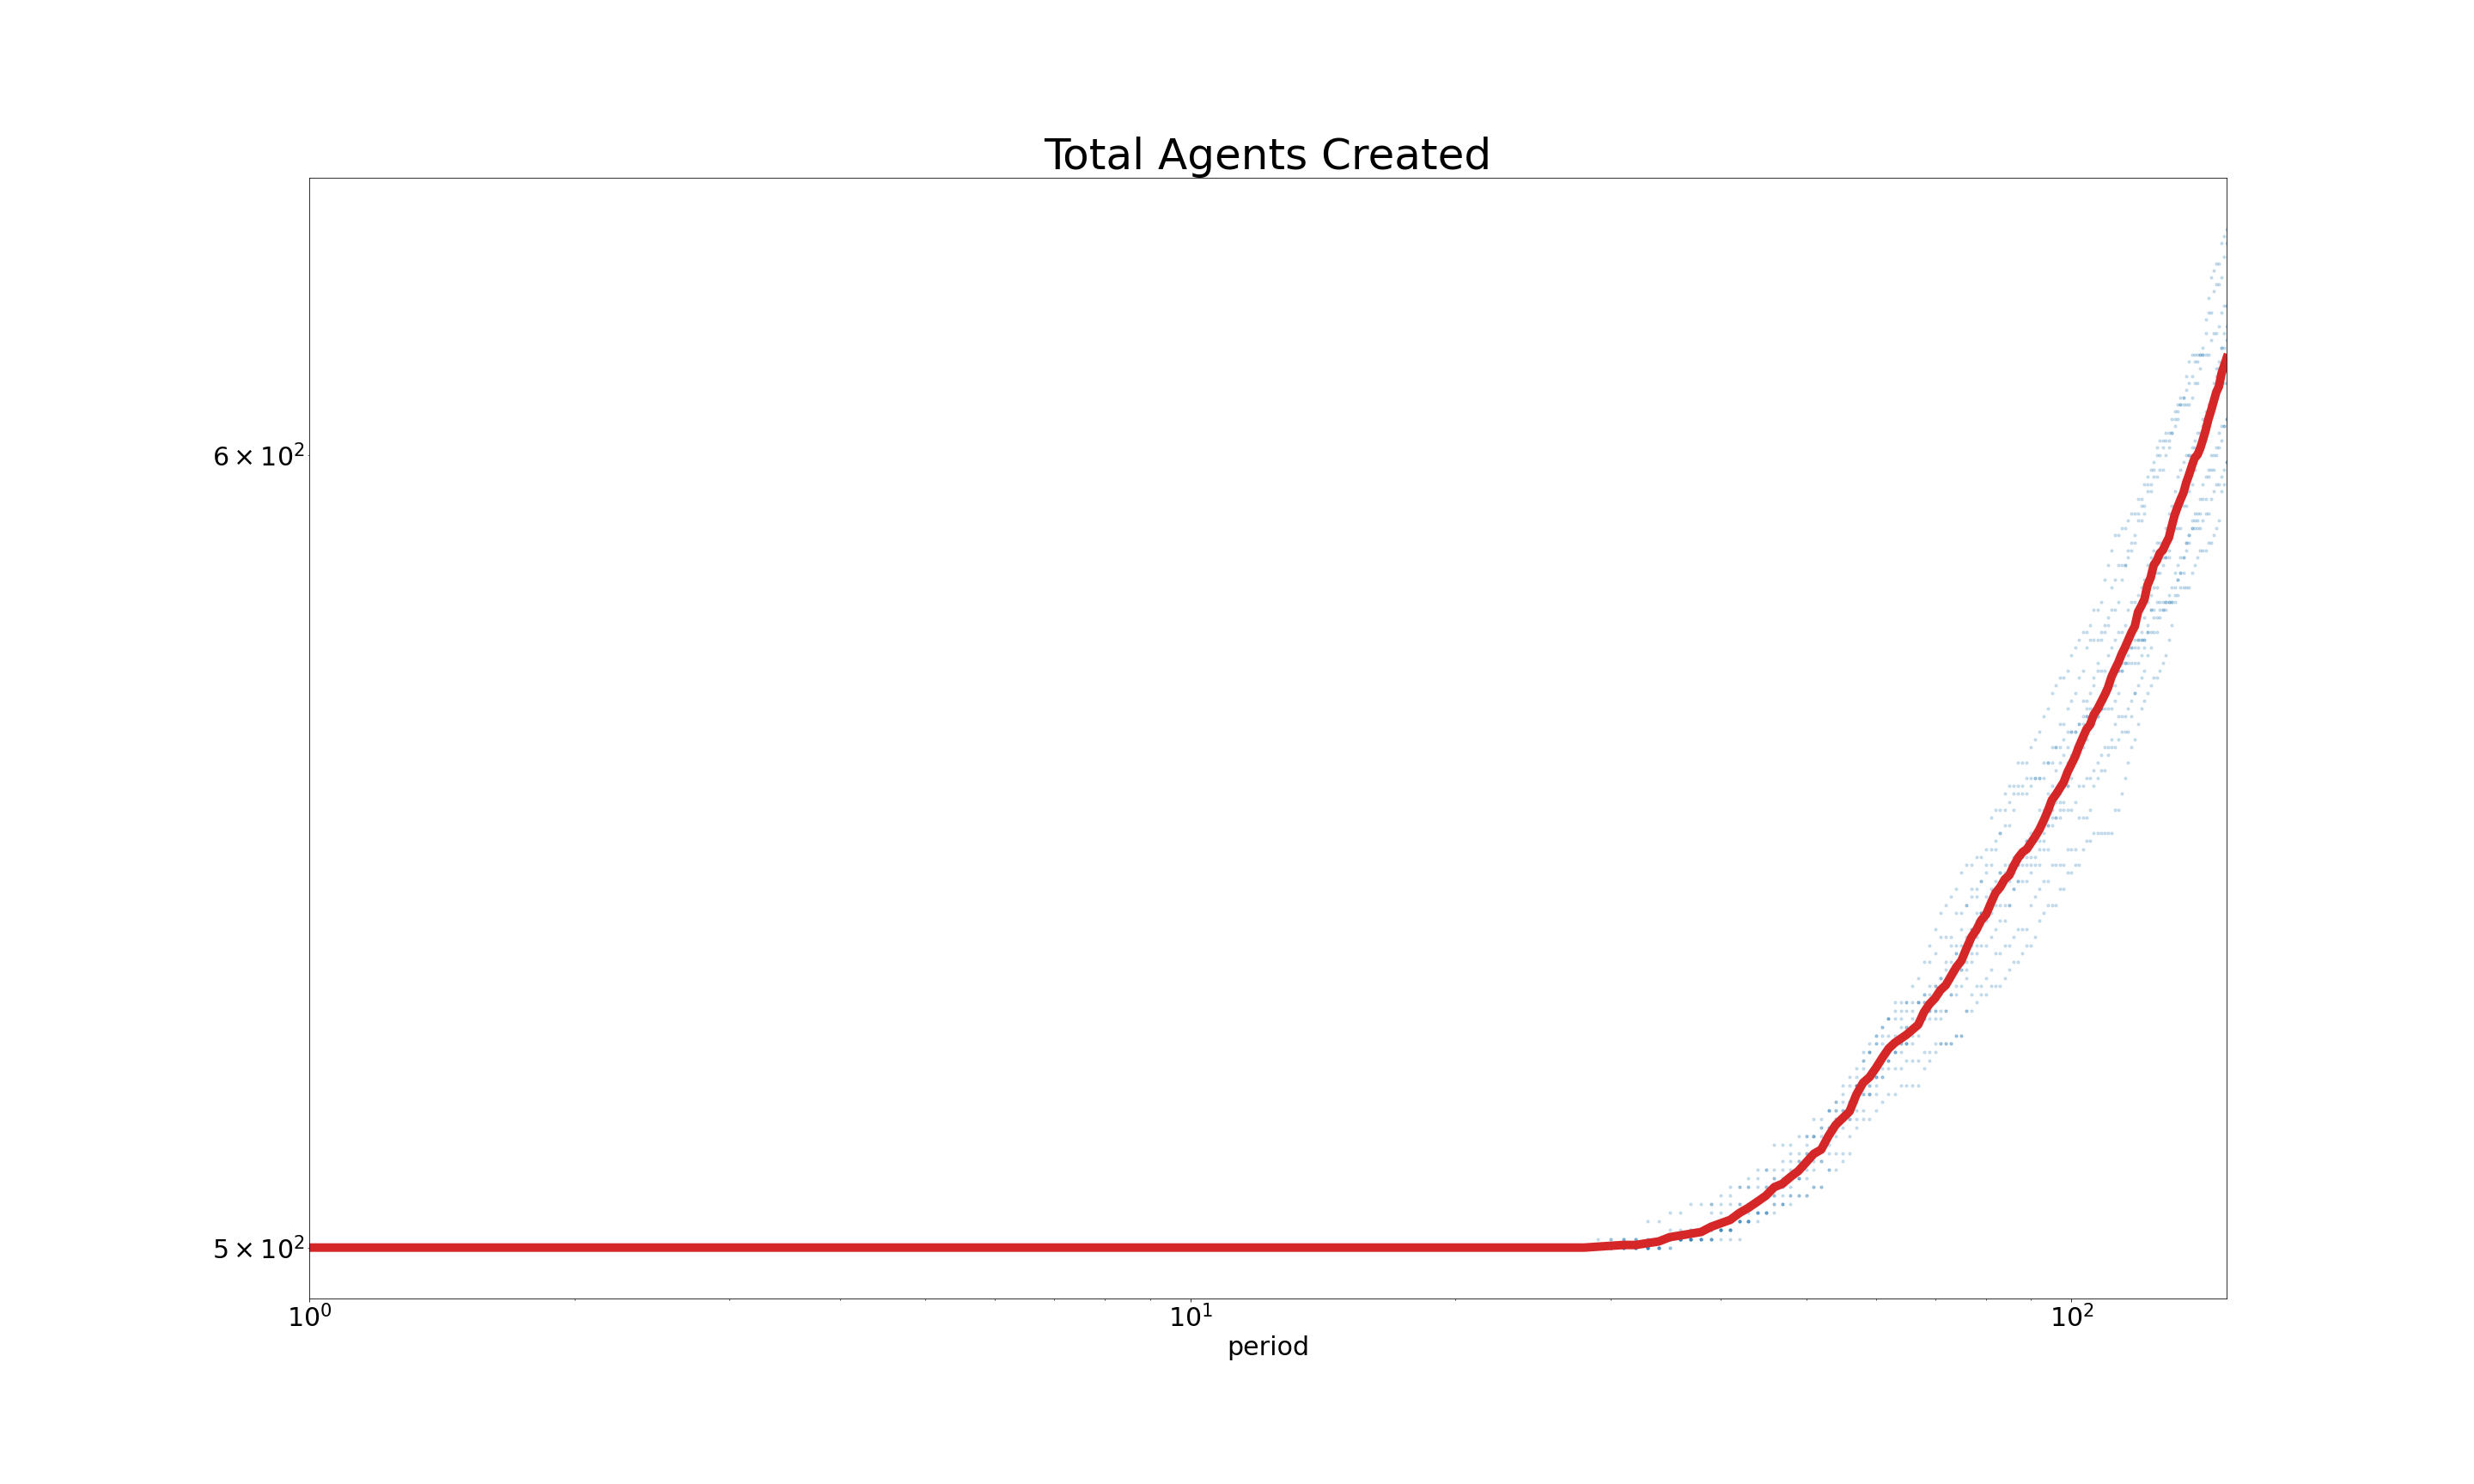 Total Agents Created
6 × 10²
5 × 10²
10⁰ 10¹ 10²
period